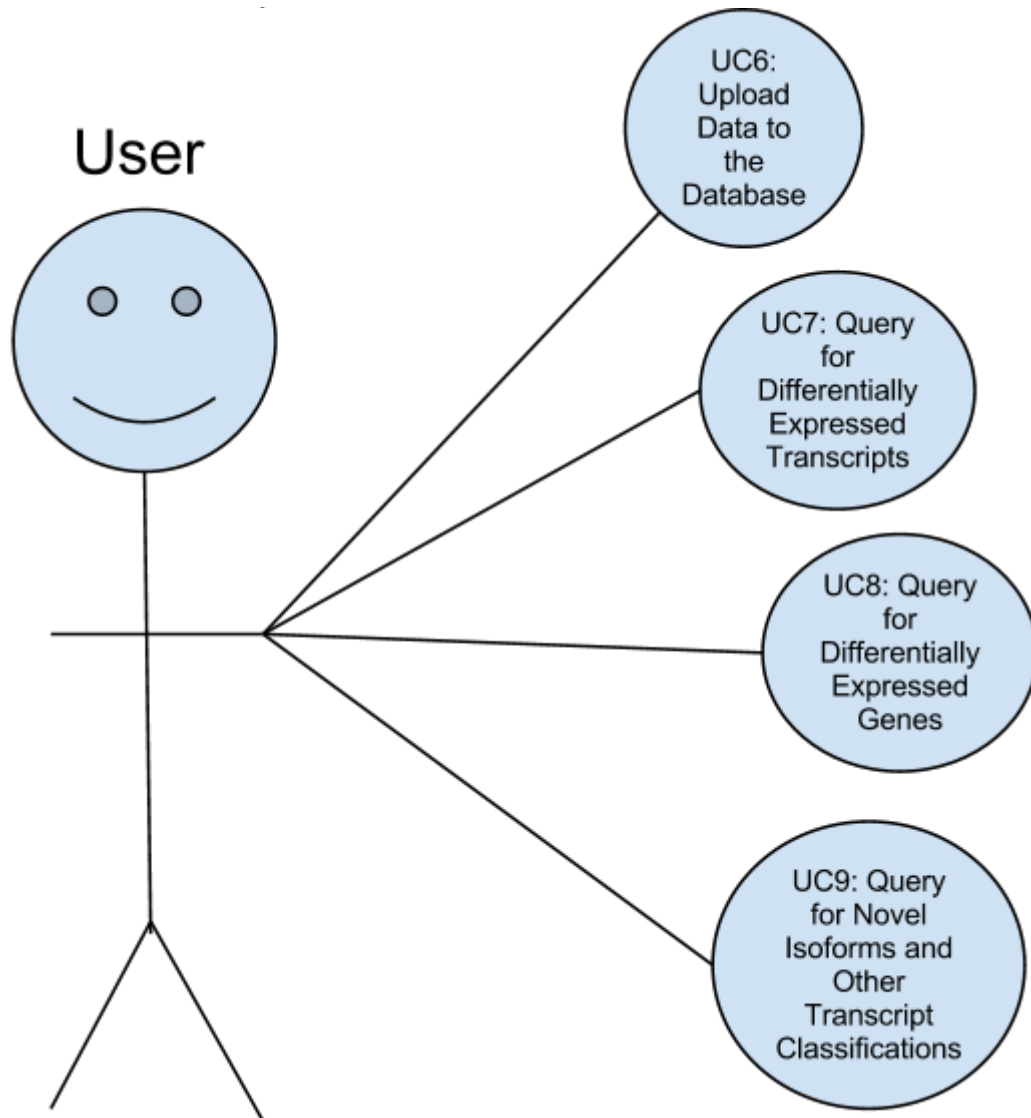 User
UC6:
Upload
Data to
the
Database
UC7: Query
for
Differentially
Expressed
Transcripts
UC8: Query
for
Differentially
Expressed
Genes
UC9: Query
for Novel
Isoforms and
Other
Transcript
Classifications